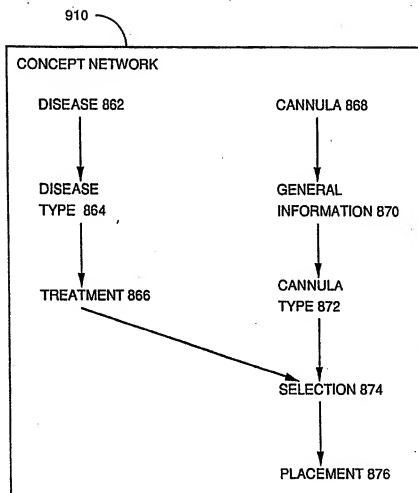 910
CONCEPT NETWORK
DISEASE 862
CANNULA 868
DISEASE
TYPE 864
GENERAL
INFORMATION 870
TREATMENT 866
CANNULA
TYPE 872
SELECTION 874
PLACEMENT 876